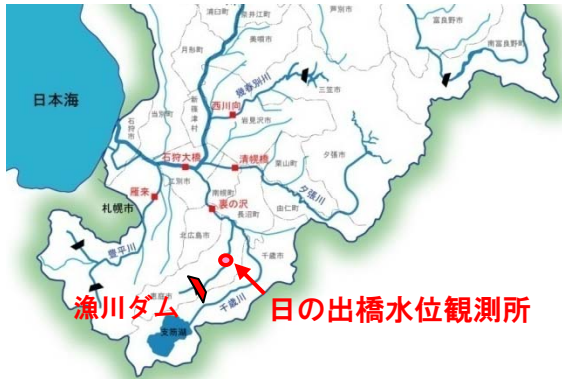 浦臼町
奈井江町
芦別市
富良野市
南富良野町
月形町
美唄市
日本海
幾春別川
三笠市
当別町
新篠津村
西川向
岩見沢市
石狩市
夕張市
石狩大橋
清幌橋
栗山町
江別市
夕張川
雁来
南幌町
札幌市
裏の沢
長沼町
由仁町
北広島市
豊平川
千歳市
恵庭市
漁川ダム
千歳川
日の出橋水位観測所
支笏湖